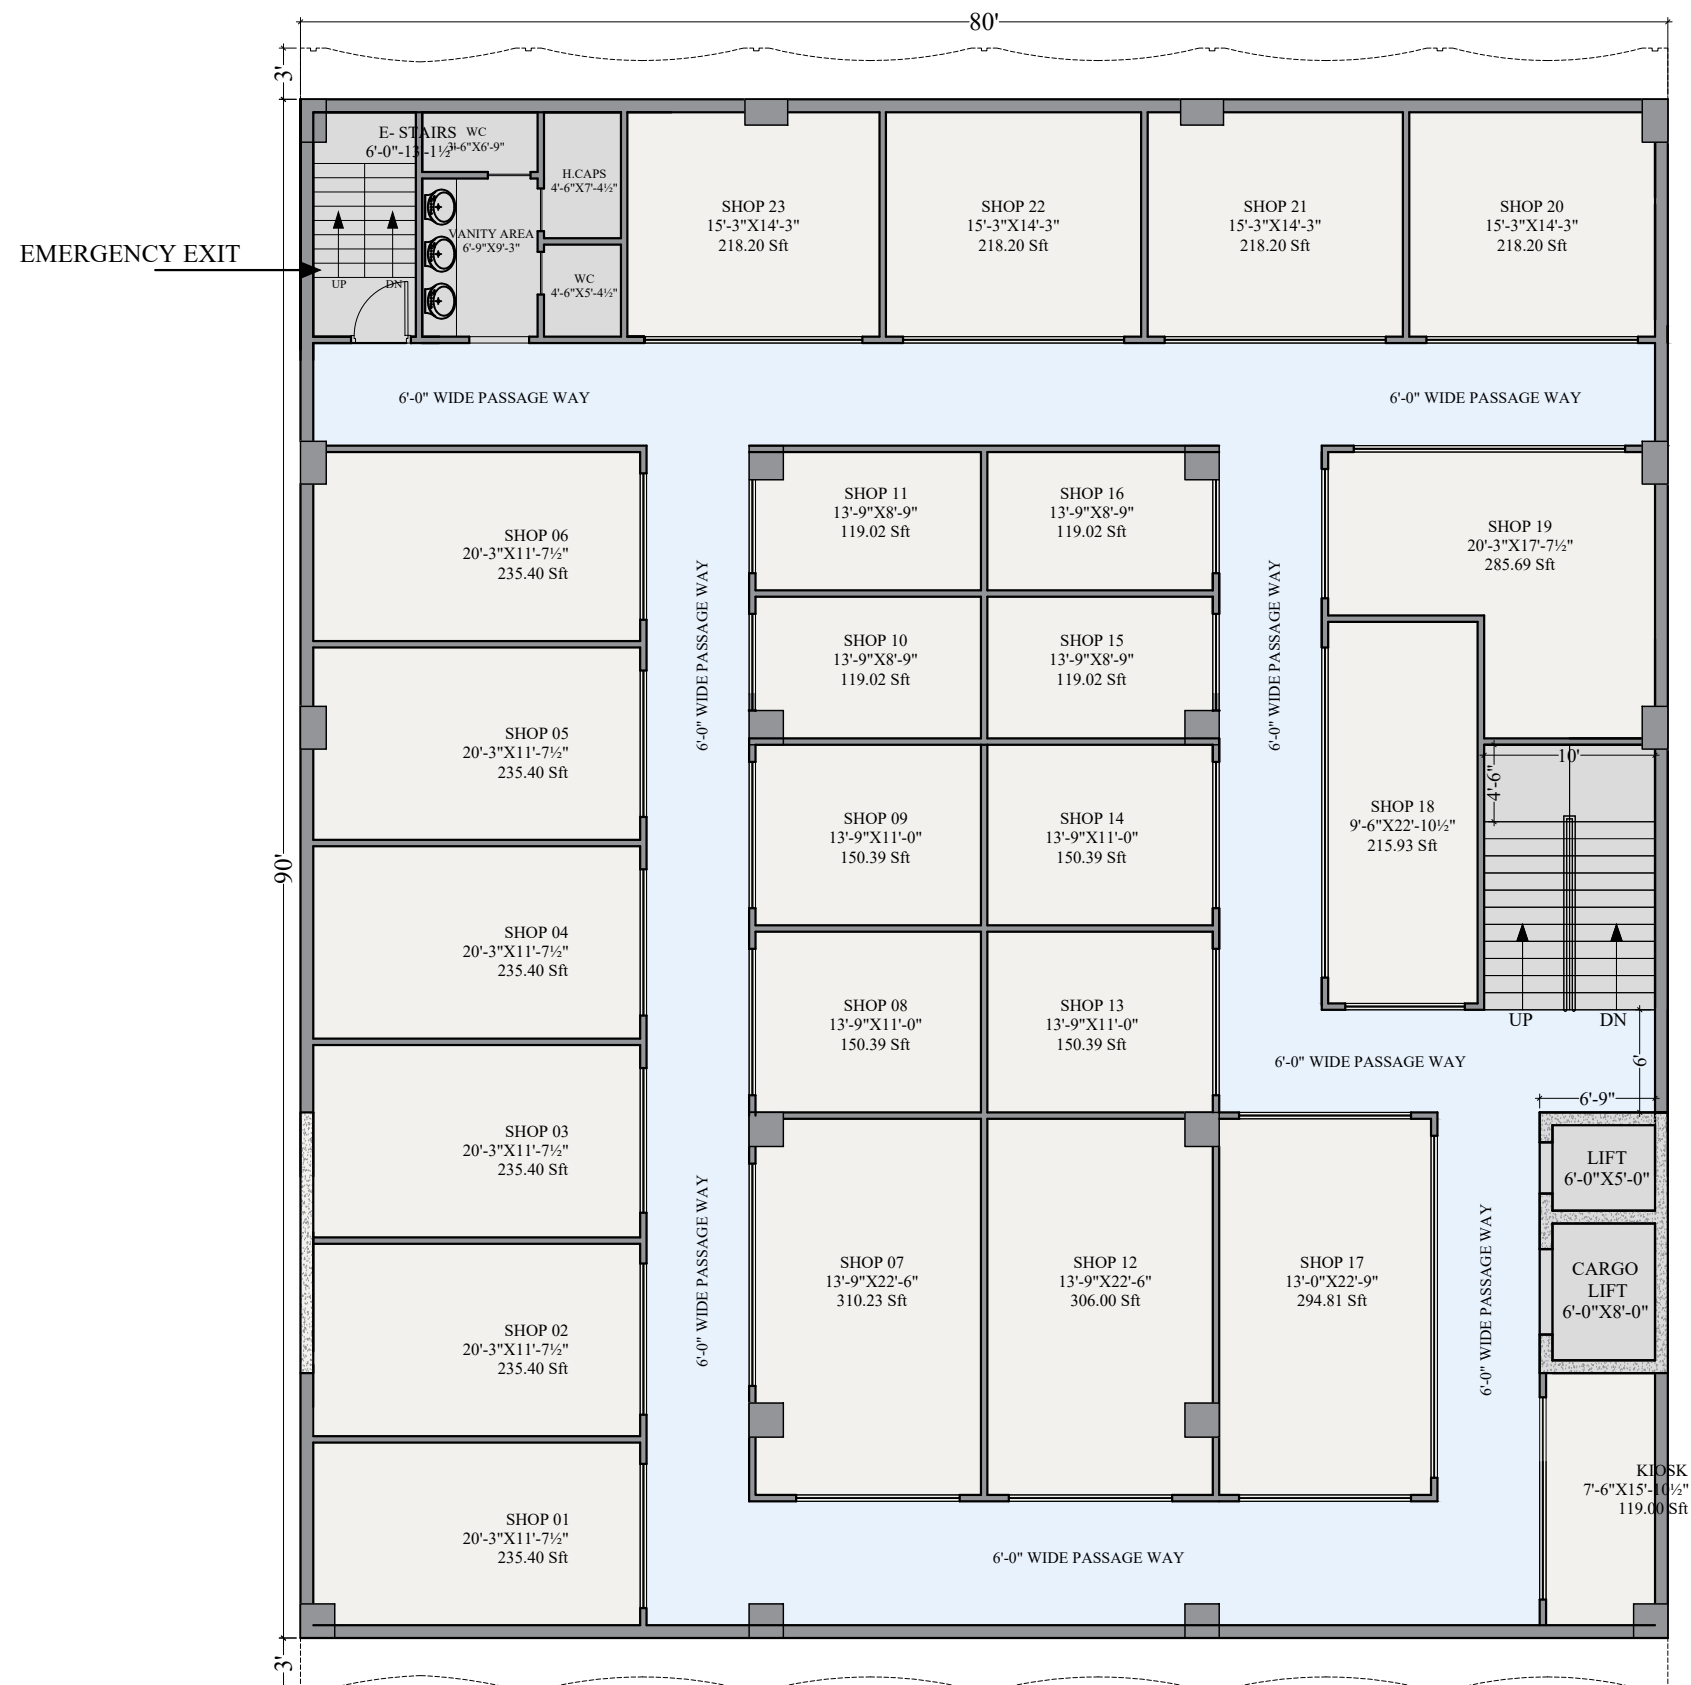 80'
3'
E- STAIRS
6'-0"-13'-1½"
WC
3'-6"X6'-9"
H.CAPS
4'-6"X7'-4½"
VANITY AREA
6'-9"X9'-3"
WC
4'-6"X5'-4½"
UP
DN
EMERGENCY EXIT
SHOP 23
15'-3"X14'-3"
218.20 Sft
SHOP 22
15'-3"X14'-3"
218.20 Sft
SHOP 21
15'-3"X14'-3"
218.20 Sft
SHOP 20
15'-3"X14'-3"
218.20 Sft
6'-0" WIDE PASSAGE WAY
6'-0" WIDE PASSAGE WAY
SHOP 06
20'-3"X11'-7½"
235.40 Sft
SHOP 11
13'-9"X8'-9"
119.02 Sft
SHOP 16
13'-9"X8'-9"
119.02 Sft
SHOP 19
20'-3"X17'-7½"
285.69 Sft
6'-0" WIDE PASSAGE WAY
6'-0" WIDE PASSAGE WAY
SHOP 10
13'-9"X8'-9"
119.02 Sft
SHOP 15
13'-9"X8'-9"
119.02 Sft
SHOP 05
20'-3"X11'-7½"
235.40 Sft
10'
4'-6"
SHOP 09
13'-9"X11'-0"
150.39 Sft
SHOP 14
13'-9"X11'-0"
150.39 Sft
SHOP 18
9'-6"X22'-10½"
215.93 Sft
90'
SHOP 04
20'-3"X11'-7½"
235.40 Sft
SHOP 08
13'-9"X11'-0"
150.39 Sft
SHOP 13
13'-9"X11'-0"
150.39 Sft
UP
DN
6'-0" WIDE PASSAGE WAY
6'
6'-9"
SHOP 03
20'-3"X11'-7½"
235.40 Sft
LIFT
6'-0"X5'-0"
6'-0" WIDE PASSAGE WAY
SHOP 07
13'-9"X22'-6"
310.23 Sft
SHOP 12
13'-9"X22'-6"
306.00 Sft
SHOP 17
13'-0"X22'-9"
294.81 Sft
6'-0" WIDE PASSAGE WAY
CARGO
LIFT
6'-0"X8'-0"
SHOP 02
20'-3"X11'-7½"
235.40 Sft
KIOSK
7'-6"X15'-10½"
119.00 Sft
SHOP 01
20'-3"X11'-7½"
235.40 Sft
6'-0" WIDE PASSAGE WAY
3'